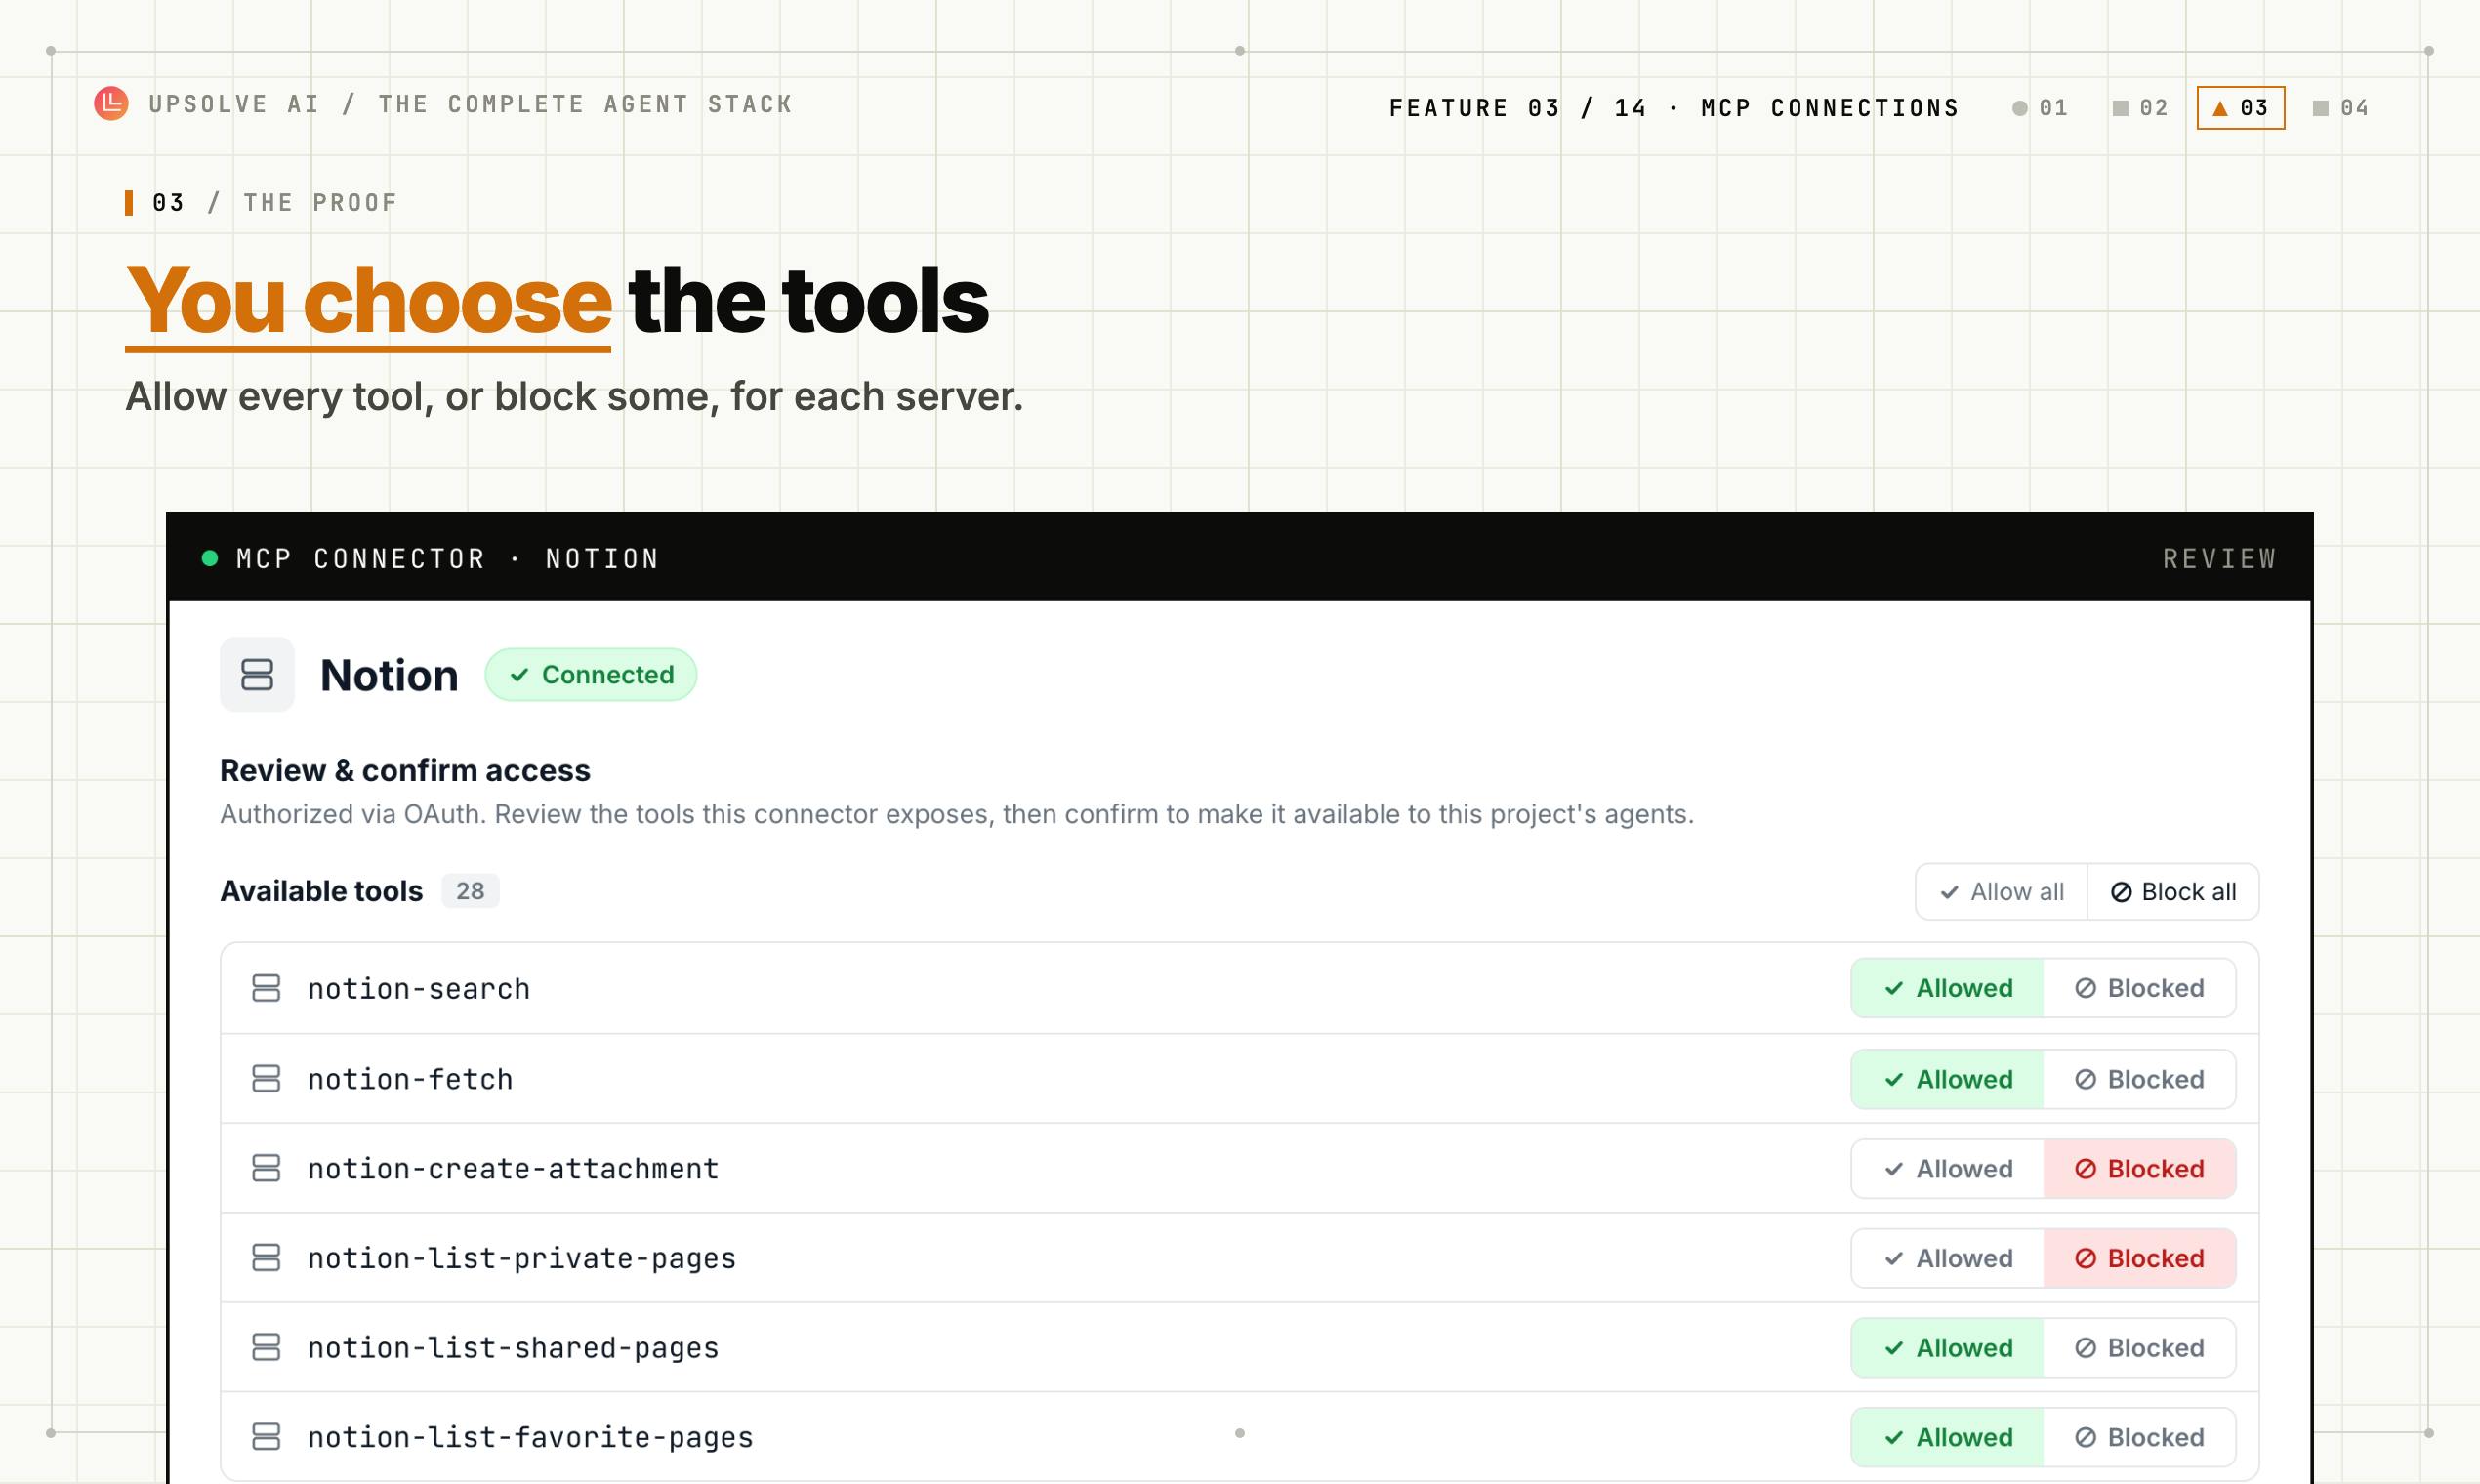 UPSOLVE AI / THE COMPLETE AGENT STACK
FEATURE 03 / 14 · MCP CONNECTIONS 01 02 03 04
03 / THE PROOF
You choose the tools
Allow every tool, or block some, for each server.
MCP CONNECTOR · NOTION REVIEW
Notion Connected
Review & confirm access
Authorized via OAuth. Review the tools this connector exposes, then confirm to make it available to this project's agents.
Available tools 28 Allow all Block all
notion-search Allowed Blocked
notion-fetch Allowed Blocked
notion-create-attachment Allowed Blocked
notion-list-private-pages Allowed Blocked
notion-list-shared-pages Allowed Blocked
notion-list-favorite-pages Allowed Blocked